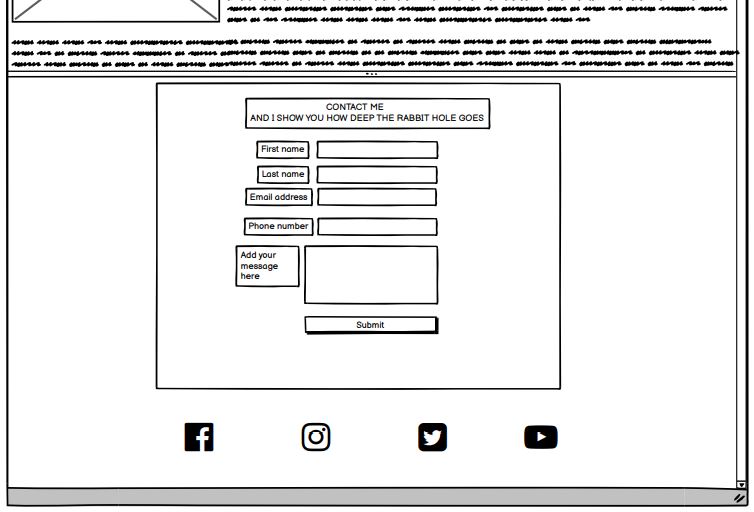 CONTACT ME
AND I SHOW YOU HOW DEEP THE RABBIT HOLE GOES
First name
Last name
Email address
Phone number
Add your
message
here
Submit